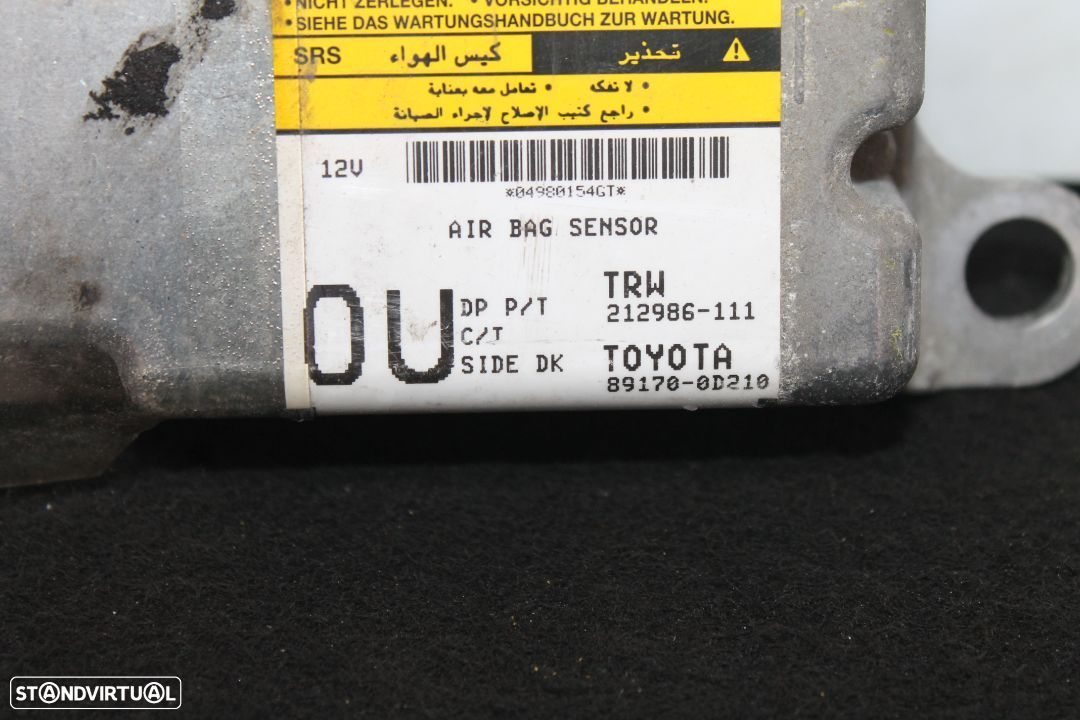 • NICHT ZERLEGEN. • VORSICHTIG BEHANDELN.
• SIEHE DAS WARTUNGSHANDBUCH ZUR WARTUNG.
SRS كيس الهواء تحذير
• لا تفكه • تعامل معه بعناية
• راجع كتيب الإصلاح لإجراء الصيانة
12V
*04980154GT*
AIR BAG SENSOR
OU
DP P/T
C/T
SIDE DK
TRW
212986-111
TOYOTA
89170-0D210
STANDVIRTUAL